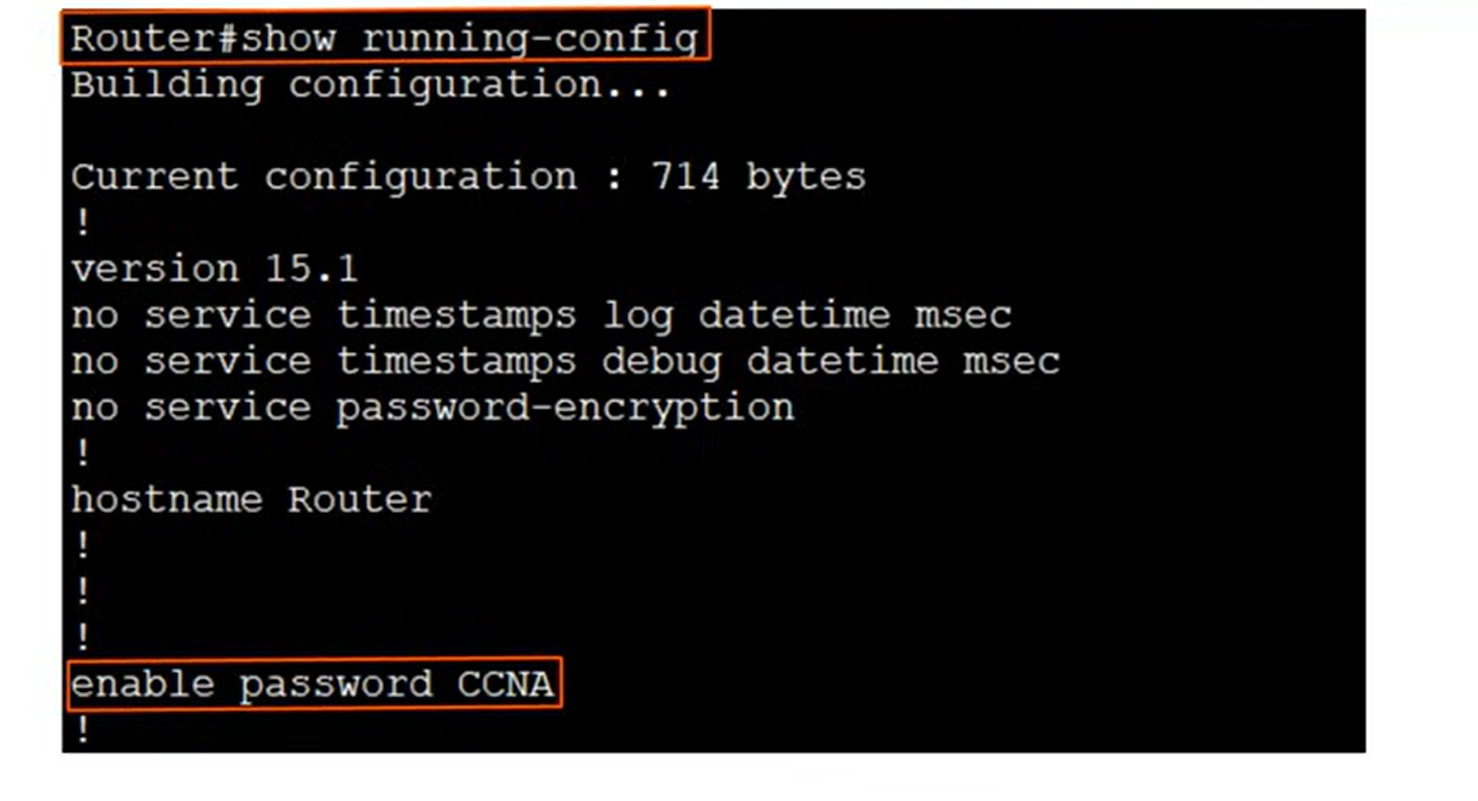 Router#show running-config
Building configuration...
Current configuration : 714 bytes
!
version 15.1
no service timestamps log datetime msec
no service timestamps debug datetime msec
no service password-encryption
!
hostname Router
!
!
!
enable password CCNA
!